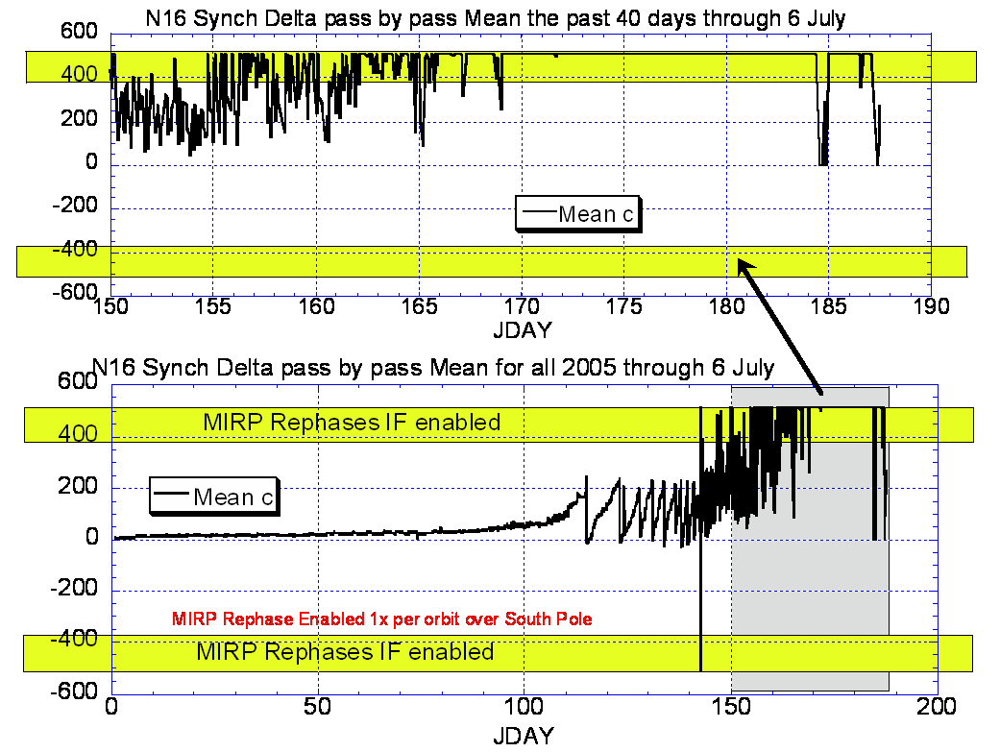 N16 Synch Delta pass by pass Mean the past 40 days through 6 July
600
400
200
0
-200
-400
-600
Mean c
150 155 160 165 170 175 180 185 190
JDAY
N16 Synch Delta pass by pass Mean for all 2005 through 6 July
600
400
200
0
-200
-400
-600
MIRP Rephases IF enabled
Mean c
MIRP Rephase Enabled 1x per orbit over South Pole
MIRP Rephases IF enabled
0 50 100 150 200
JDAY